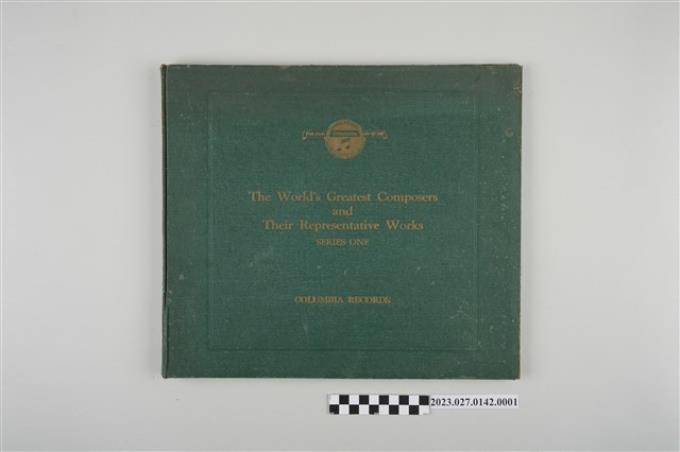 The World's Greatest Composers
and
Their Representative Works
SERIES ONE
COLUMBIA RECORDS
2023.027.0142.0001